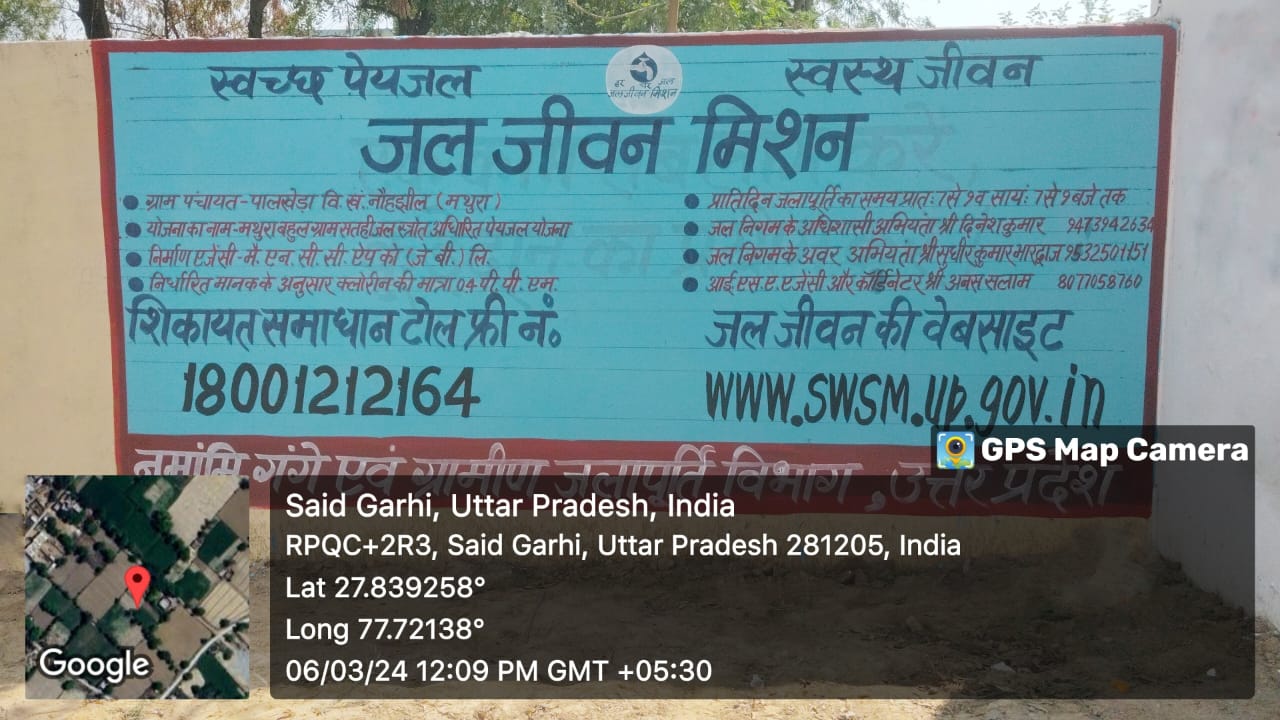 स्वच्छ पेयजल
हर घर जल
जल जीवन मिशन
स्वस्थ जीवन
जल जीवन मिशन
ग्राम पंचायत-पालखेड़ा वि.खं.नौहझील (मथुरा)
योजना का नाम-मथुरा बहुल ग्राम सतही जल स्त्रोत अधारित पेयजल योजना
निर्माण एजेंसी-मै. एन. सी. सी. ऐपको (जे बी.) लि.
निर्धारित मानक के अनुसार क्लोरीन की मात्रा 0.4 पी. पी. एम.
प्रातिदिन जलापूर्ति का समय प्रातः 7 से 9 व सायं: 7 से 9 बजे तक
जल निगम के अधिशासी अभियंता श्री दिनेश कुमार 9473942634
जल निगम के अवर अभियंता श्री सुधीर कुमार भारद्वाज 9532501151
आई एस. ए. एजेंसी और कॉर्डिनेटर श्री अनस सलाम 8077058760
शिकायत समाधान टोल फ्री नं.
18001212164
जल जीवन की वेबसाइट
www.swsm.up.gov.in
नमामि गंगे एवं ग्रामीण जलापूर्ति विभाग, उत्तर प्रदेश
GPS Map Camera
Said Garhi, Uttar Pradesh, India
RPQC+2R3, Said Garhi, Uttar Pradesh 281205, India
Lat 27.839258°
Long 77.72138°
06/03/24 12:09 PM GMT +05:30
Google